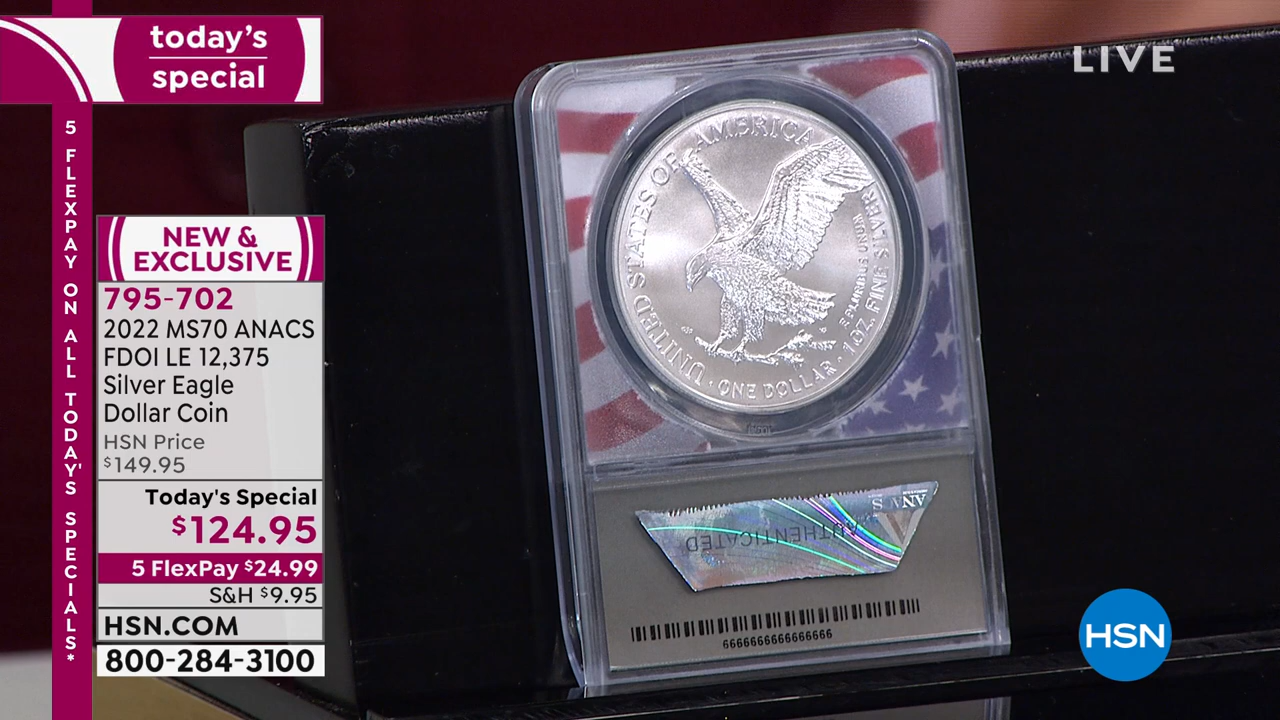 today's
special
LIVE
5 FLEXPAY ON ALL TODAY'S SPECIALS*
NEW &
EXCLUSIVE
795-702
2022 MS70 ANACS
FDOI LE 12,375
Silver Eagle
Dollar Coin
HSN Price
$149.95
Today's Special
$124.95
5 FlexPay $24.99
S&H $9.95
HSN.COM
800-284-3100
UNITED STATES OF AMERICA
E PLURIBUS UNUM
1 OZ. FINE SILVER
ONE DOLLAR
ANACS
AUTHENTICATED
6666666666666666
HSN